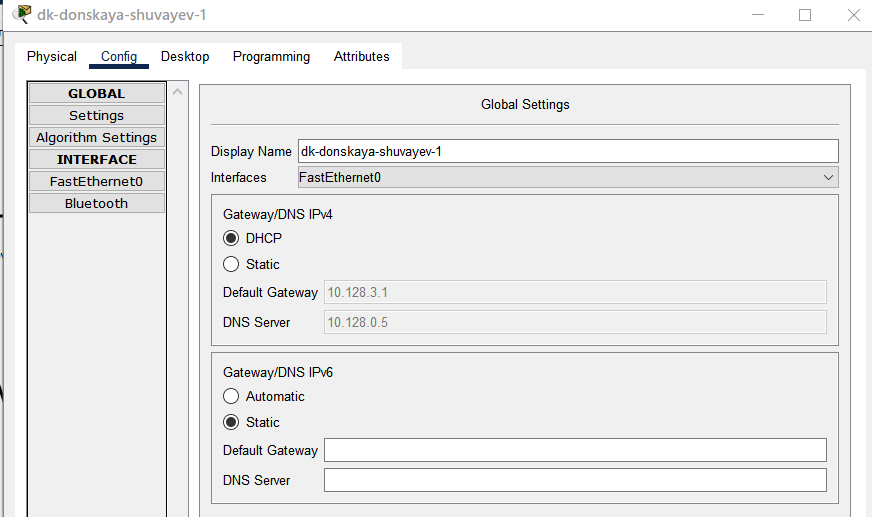 dk-donskaya-shuvayev-1
Physical Config Desktop Programming Attributes
GLOBAL
Settings
Algorithm Settings
INTERFACE
FastEthernet0
Bluetooth
Global Settings
Display Name dk-donskaya-shuvayev-1
Interfaces FastEthernet0
Gateway/DNS IPv4
DHCP
Static
Default Gateway 10.128.3.1
DNS Server 10.128.0.5
Gateway/DNS IPv6
Automatic
Static
Default Gateway
DNS Server